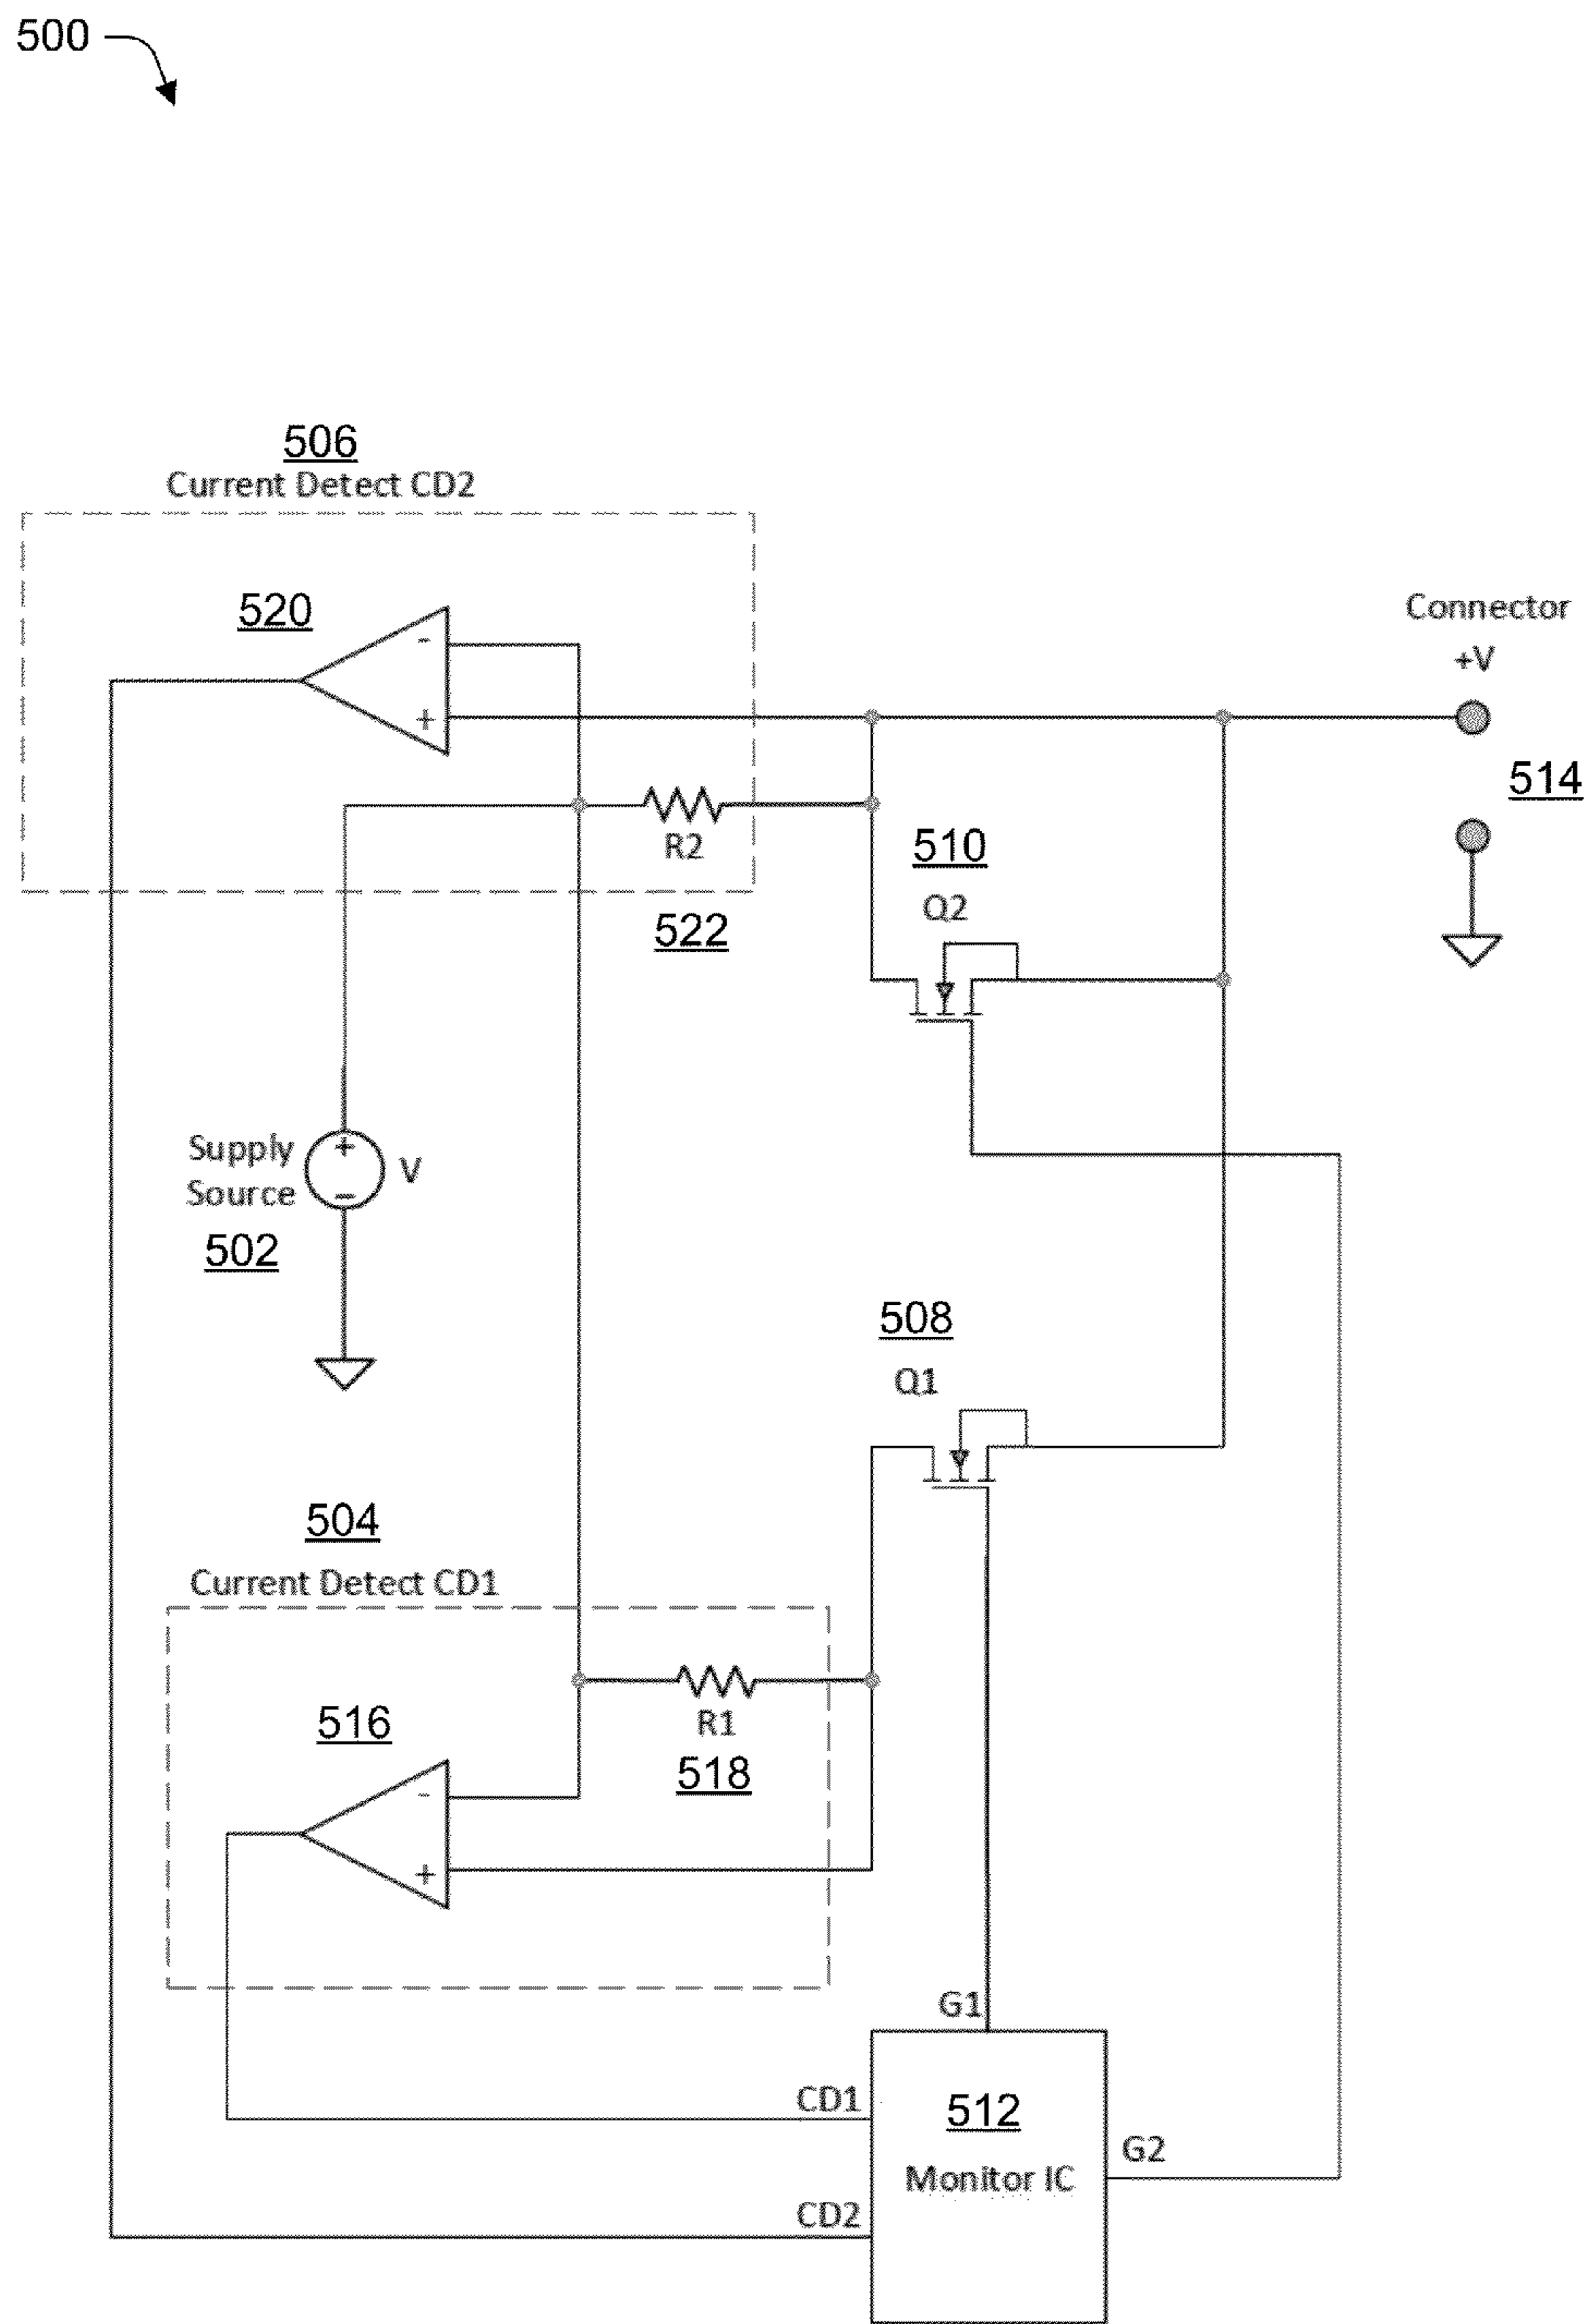 500
506
Current Detect CD2
520
-
+
R2
522
Connector
+V
514
510
Q2
Supply
Source
+
-
V
502
508
Q1
504
Current Detect CD1
516
-
+
R1
518
G1
CD1
512
Monitor IC
G2
CD2